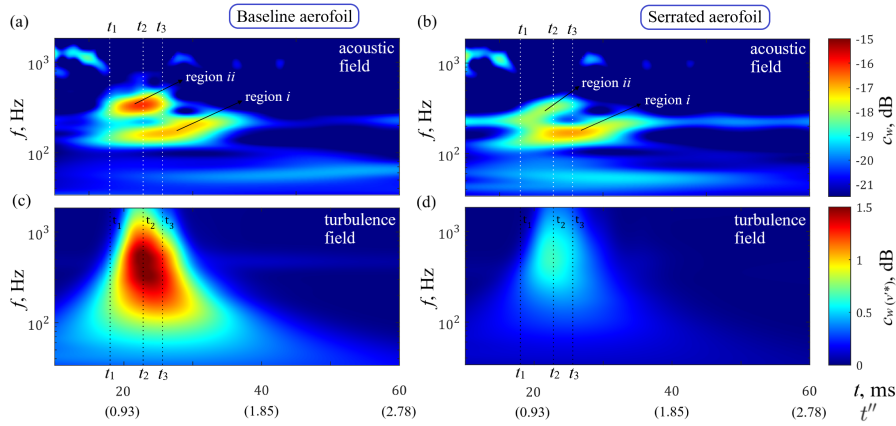 Baseline aerofoil
Serrated aerofoil
(a)
t1 t2 t3
acoustic field
region ii
region i
10^3
10^2
f, Hz
(b)
t1 t2 t3
acoustic field
region ii
region i
10^3
10^2
f, Hz
-15
-16
-17
-18
-19
-20
-21
c_w, dB
(c)
t1 t2 t3
turbulence field
10^3
10^2
f, Hz
t1 t2 t3
(d)
t t2 t3
turbulence field
10^3
10^2
f, Hz
t1 t2 t3
1.5
1
0.5
0
c_w (v'*), dB
20 40 60
20 40 60
t, ms
(0.93) (1.85) (2.78)
(0.93) (1.85) (2.78)
t''